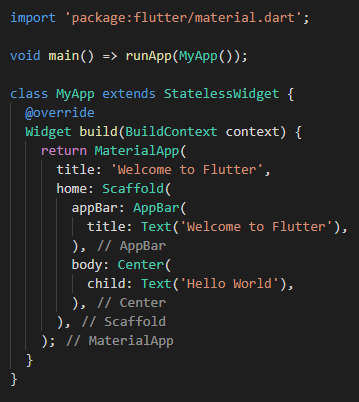 import 'package:flutter/material.dart';

void main() => runApp(MyApp());

class MyApp extends StatelessWidget {
  @override
  Widget build(BuildContext context) {
    return MaterialApp(
      title: 'Welcome to Flutter',
      home: Scaffold(
        appBar: AppBar(
          title: Text('Welcome to Flutter'),
        ), // AppBar
        body: Center(
          child: Text('Hello World'),
        ), // Center
      ), // Scaffold
    ); // MaterialApp
  }
}